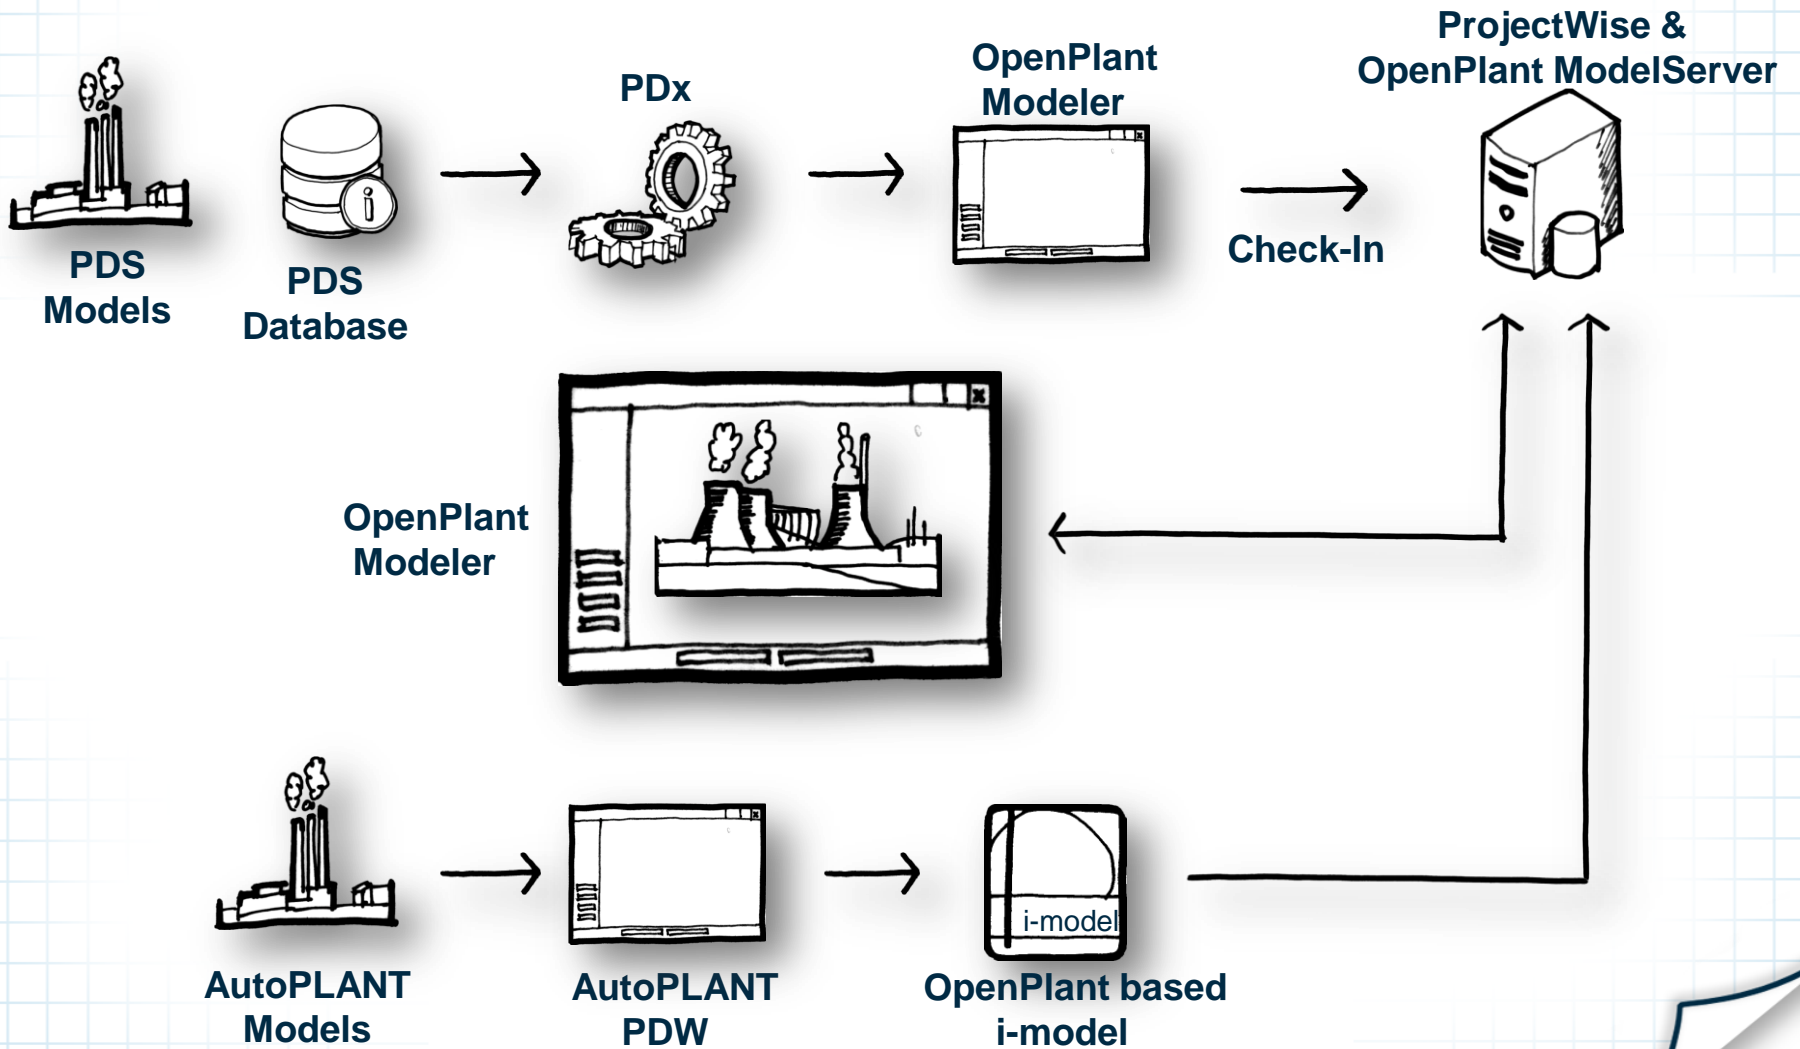 ProjectWise &
OpenPlant ModelServer
OpenPlant
Modeler
PDx
Check-In
PDS
Models
PDS
Database
i
OpenPlant
Modeler
i-model
AutoPLANT
Models
AutoPLANT
PDW
OpenPlant based
i-model